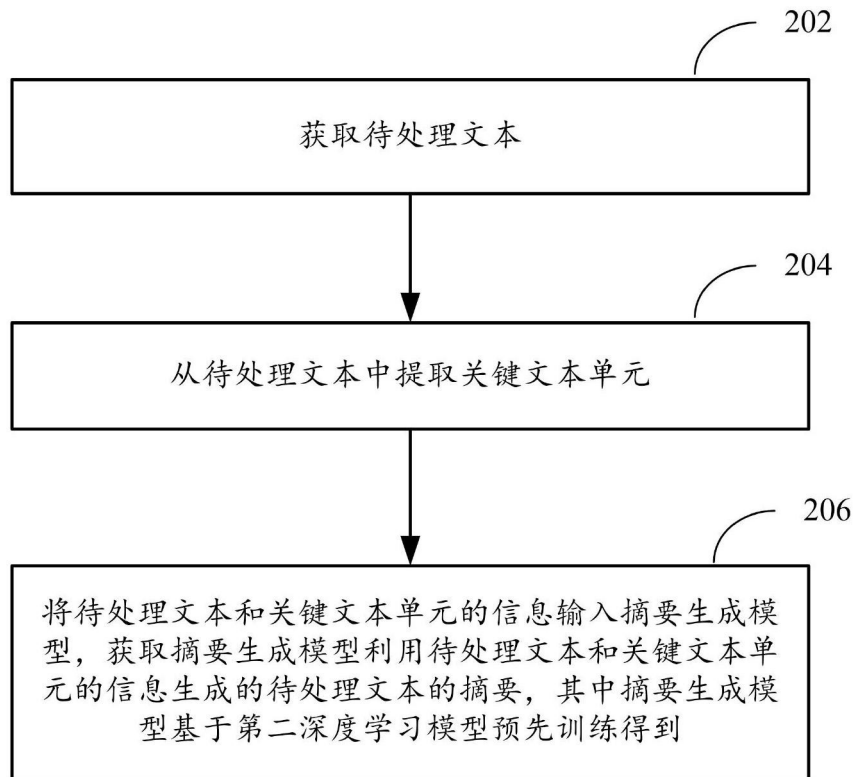 202
获取待处理文本
204
从待处理文本中提取关键文本单元
206
将待处理文本和关键文本单元的信息输入摘要生成模
型，获取摘要生成模型利用待处理文本和关键文本单
元的信息生成的待处理文本的摘要，其中摘要生成模
型基于第二深度学习模型预先训练得到